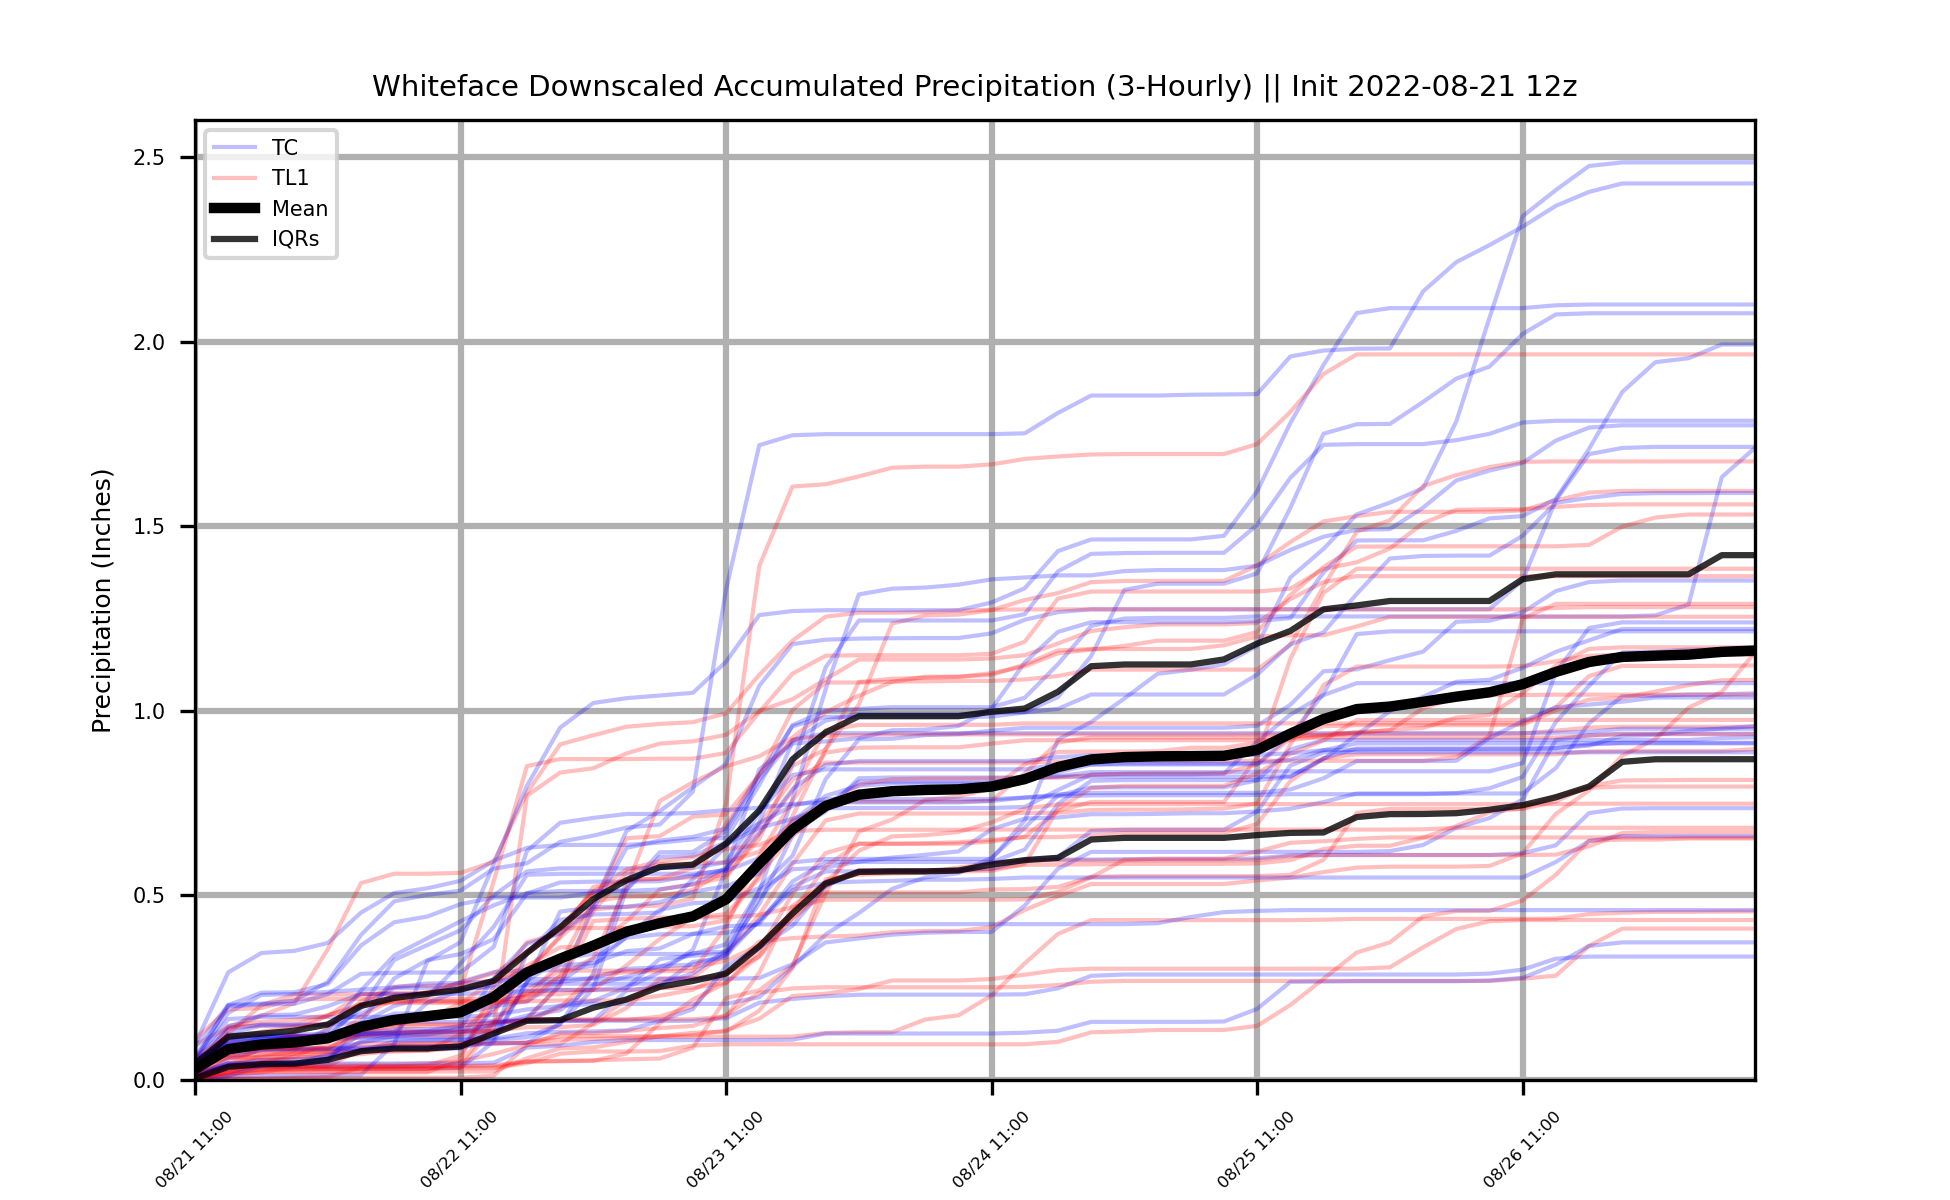 Whiteface Downscaled Accumulated Precipitation (3-Hourly) || Init 2022-08-21 12z
TC
TL1
Mean
IQRs
Precipitation (Inches)
2.5
2.0
1.5
1.0
0.5
0.0
08/21 11:00
08/22 11:00
08/23 11:00
08/24 11:00
08/25 11:00
08/26 11:00